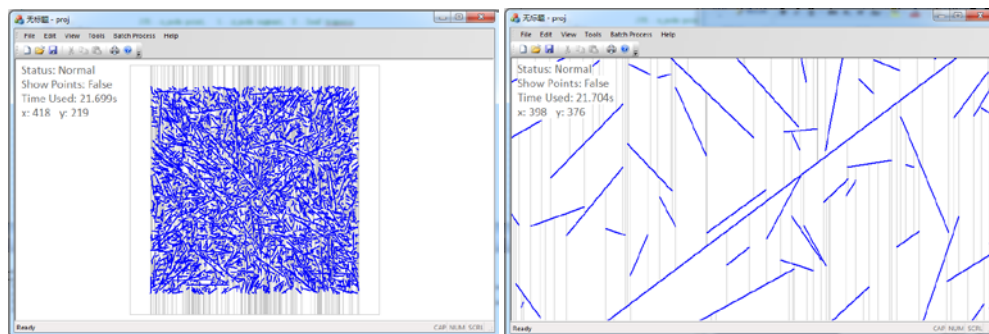 无标题 - proj
File Edit View Tools Batch Process Help
Status: Normal
Show Points: False
Time Used: 21.699s
x: 418 y: 219
Ready
CAP NUM SCRL
无标题 - proj
File Edit View Tools Batch Process Help
Status: Normal
Show Points: False
Time Used: 21.704s
x: 398 y: 376
Ready
CAP NUM SCRL